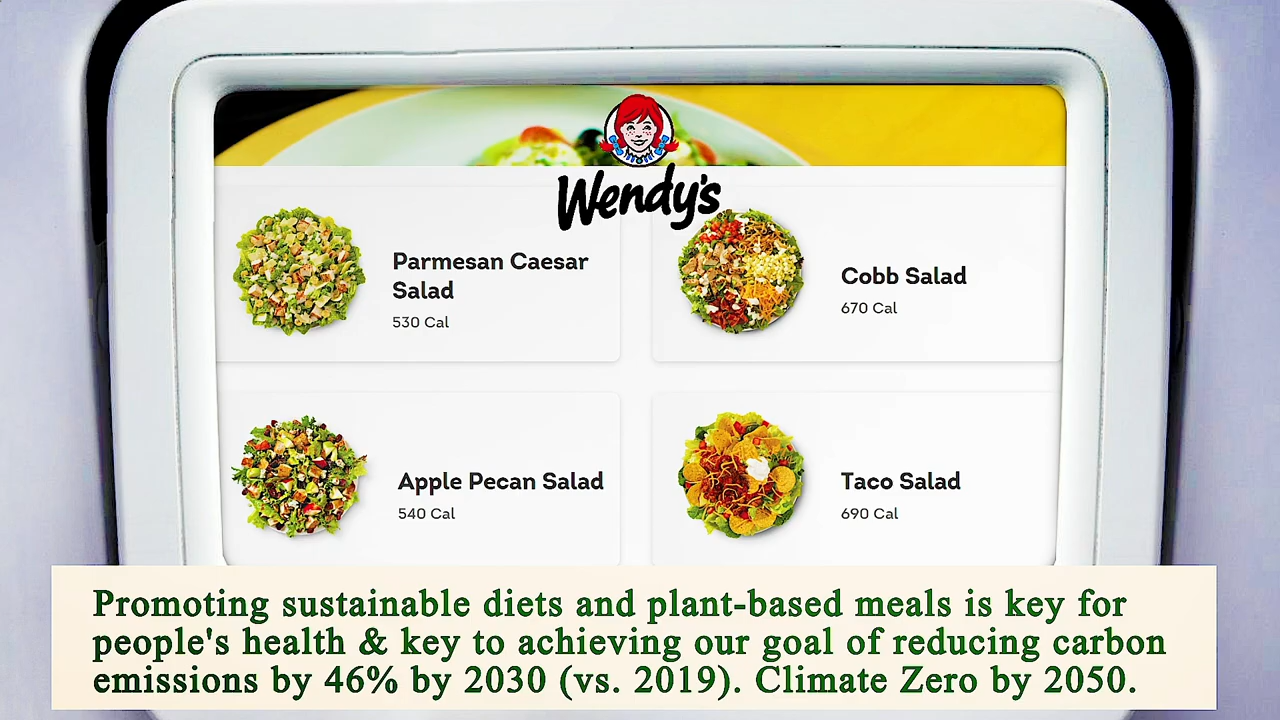 Wendy's
Parmesan Caesar
Salad
530 Cal
Cobb Salad
670 Cal
Apple Pecan Salad
540 Cal
Taco Salad
690 Cal
Promoting sustainable diets and plant-based meals is key for
people's health & key to achieving our goal of reducing carbon
emissions by 46% by 2030 (vs. 2019). Climate Zero by 2050.